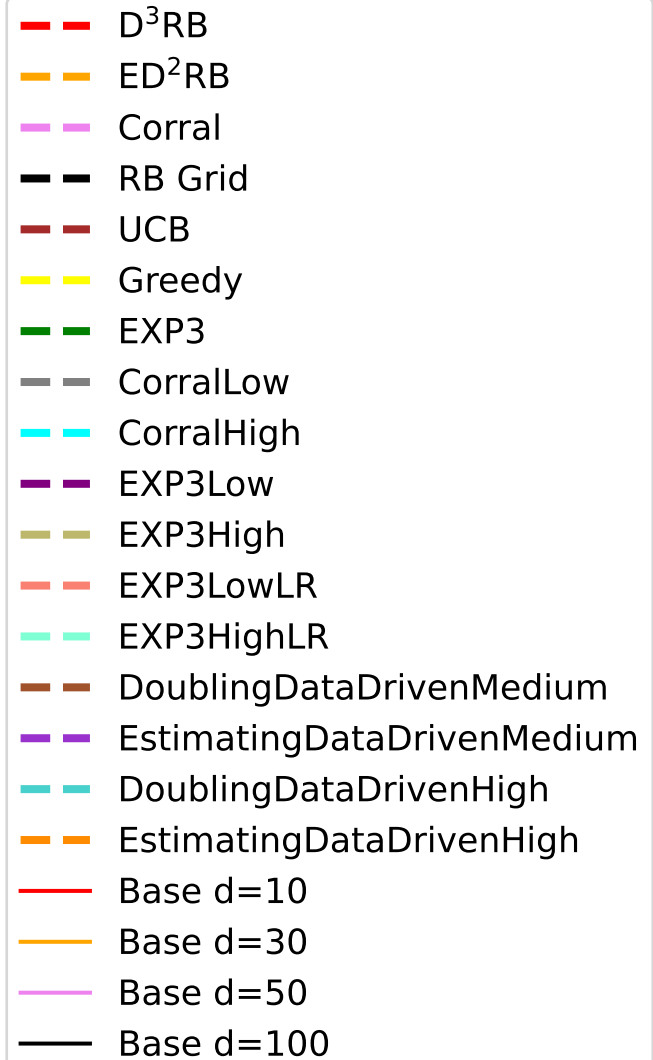 D³RB
ED²RB
Corral
RB Grid
UCB
Greedy
EXP3
CorralLow
CorralHigh
EXP3Low
EXP3High
EXP3LowLR
EXP3HighLR
DoublingDataDrivenMedium
EstimatingDataDrivenMedium
DoublingDataDrivenHigh
EstimatingDataDrivenHigh
Base d=10
Base d=30
Base d=50
Base d=100